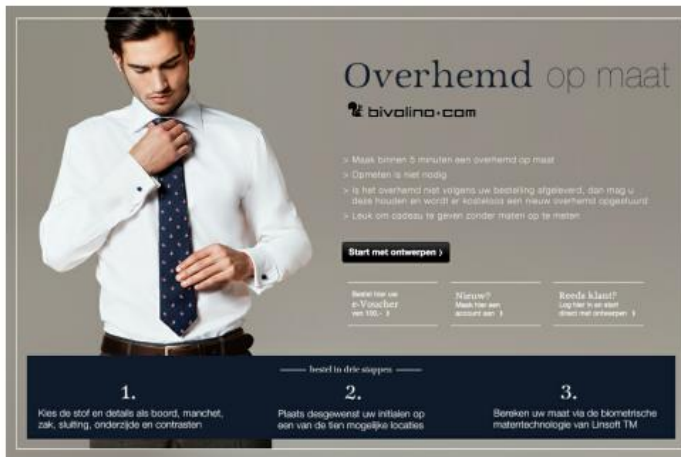 Overhemd op maat
bivolino.com
> Maak binnen 5 minuten een overhemd op maat
> Opmeten is niet nodig
> Is het overhemd niet volgens uw bestelling afgeleverd, dan mag u
deze houden en wordt er kosteloos een nieuw overhemd opgestuurd
> Leuk om cadeau te geven zonder maten op te meten
Start met ontwerpen >
Bestel hier uw
e-Voucher
van 100,- >
Nieuw?
Maak hier een
account aan >
Reeds klant?
Log hier in en start
direct met ontwerpen >
bestel in drie stappen
1.
Kies de stof en details als boord, manchet,
zak, sluiting, onderzijde en contrasten
2.
Plaats desgewenst uw initialen op
een van de tien mogelijke locaties
3.
Bereken uw maat via de biometrische
matentechnologie van Linsoft TM